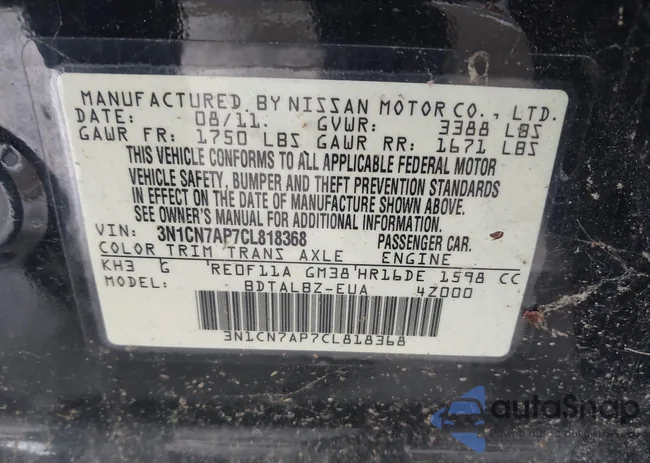 MANUFACTURED BY NISSAN MOTOR CO., LTD.
DATE: 08/11. GVWR: 3388 LBS
GAWR FR: 1750 LBS GAWR RR: 1671 LBS
THIS VEHICLE CONFORMS TO ALL APPLICABLE FEDERAL MOTOR
VEHICLE SAFETY, BUMPER AND THEFT PREVENTION STANDARDS
IN EFFECT ON THE DATE OF MANUFACTURE SHOWN ABOVE.
SEE OWNER'S MANUAL FOR ADDITIONAL INFORMATION.
VIN: 3N1CN7AP7CL818368 PASSENGER CAR.
COLOR TRIM TRANS AXLE ENGINE
KH3 G RE0F11A GM38 HR16DE 1598 CC
MODEL: BDTALBZ-EUA 4Z000
3N1CN7AP7CL818368
autoSnap